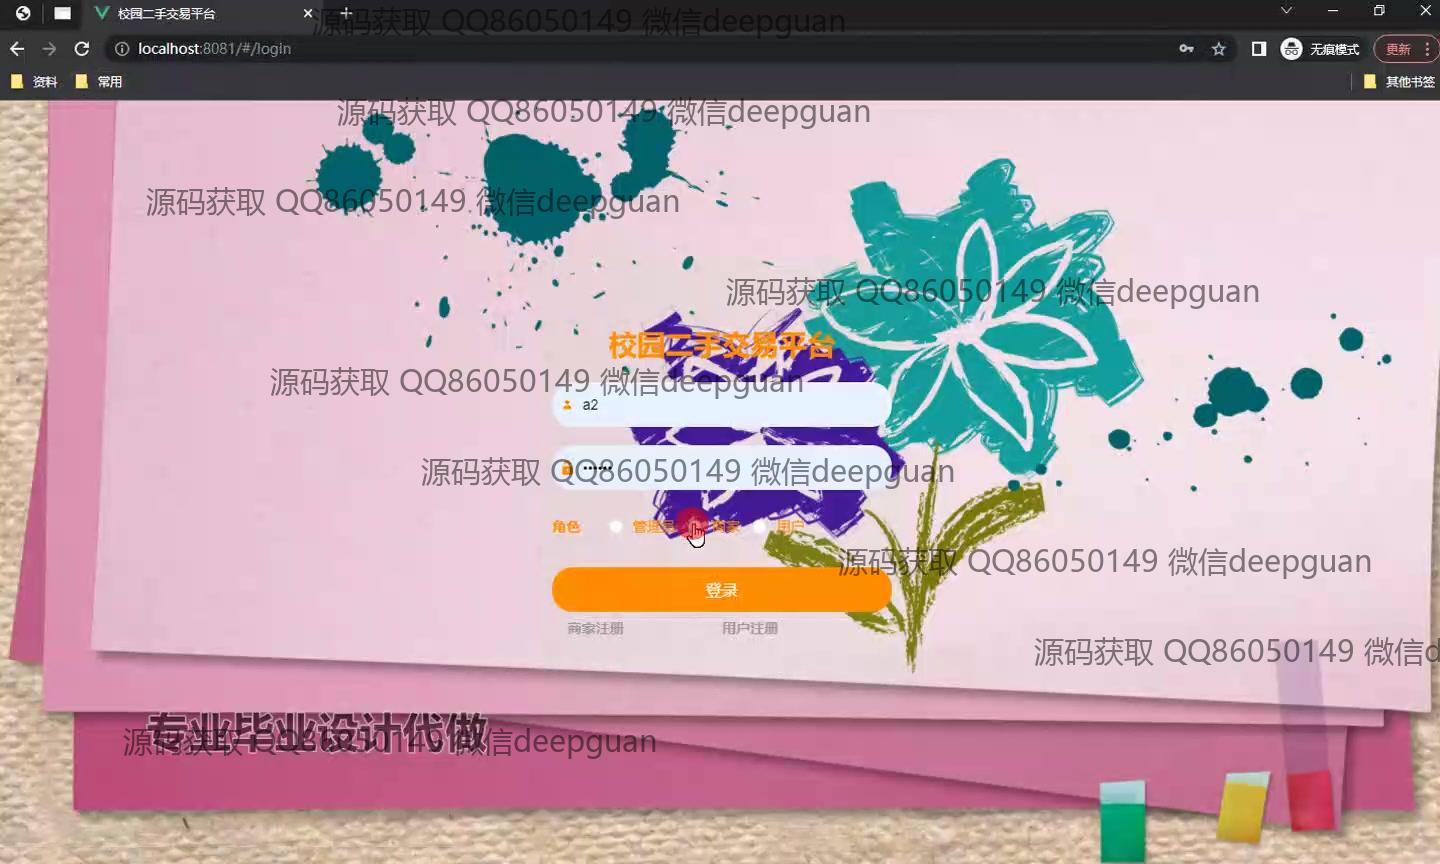 校园二手交易平台
源码获取 QQ86050149 微信deepguan
localhost:8081/#/login
无痕模式
更新
资料
常用
其他书签
源码获取 QQ86050149 微信deepguan
源码获取 QQ86050149 微信deepguan
源码获取 QQ86050149 微信deepguan
校园二手交易平台
源码获取 QQ86050149 微信deepguan
a2
源码获取 QQ86050149 微信deepguan
角色
管理员
商家
用户
源码获取 QQ86050149 微信deepguan
登录
商家注册
用户注册
源码获取 QQ86050149 微信d
专业毕业设计代做
源码获取 QQ86050149 微信deepguan